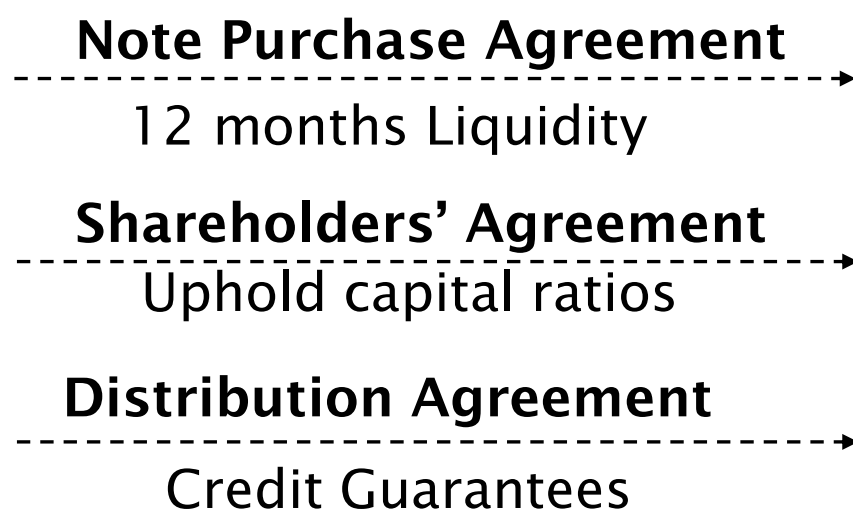 Note Purchase Agreement
12 months Liquidity
Shareholders’ Agreement
Uphold capital ratios
Distribution Agreement
Credit Guarantees